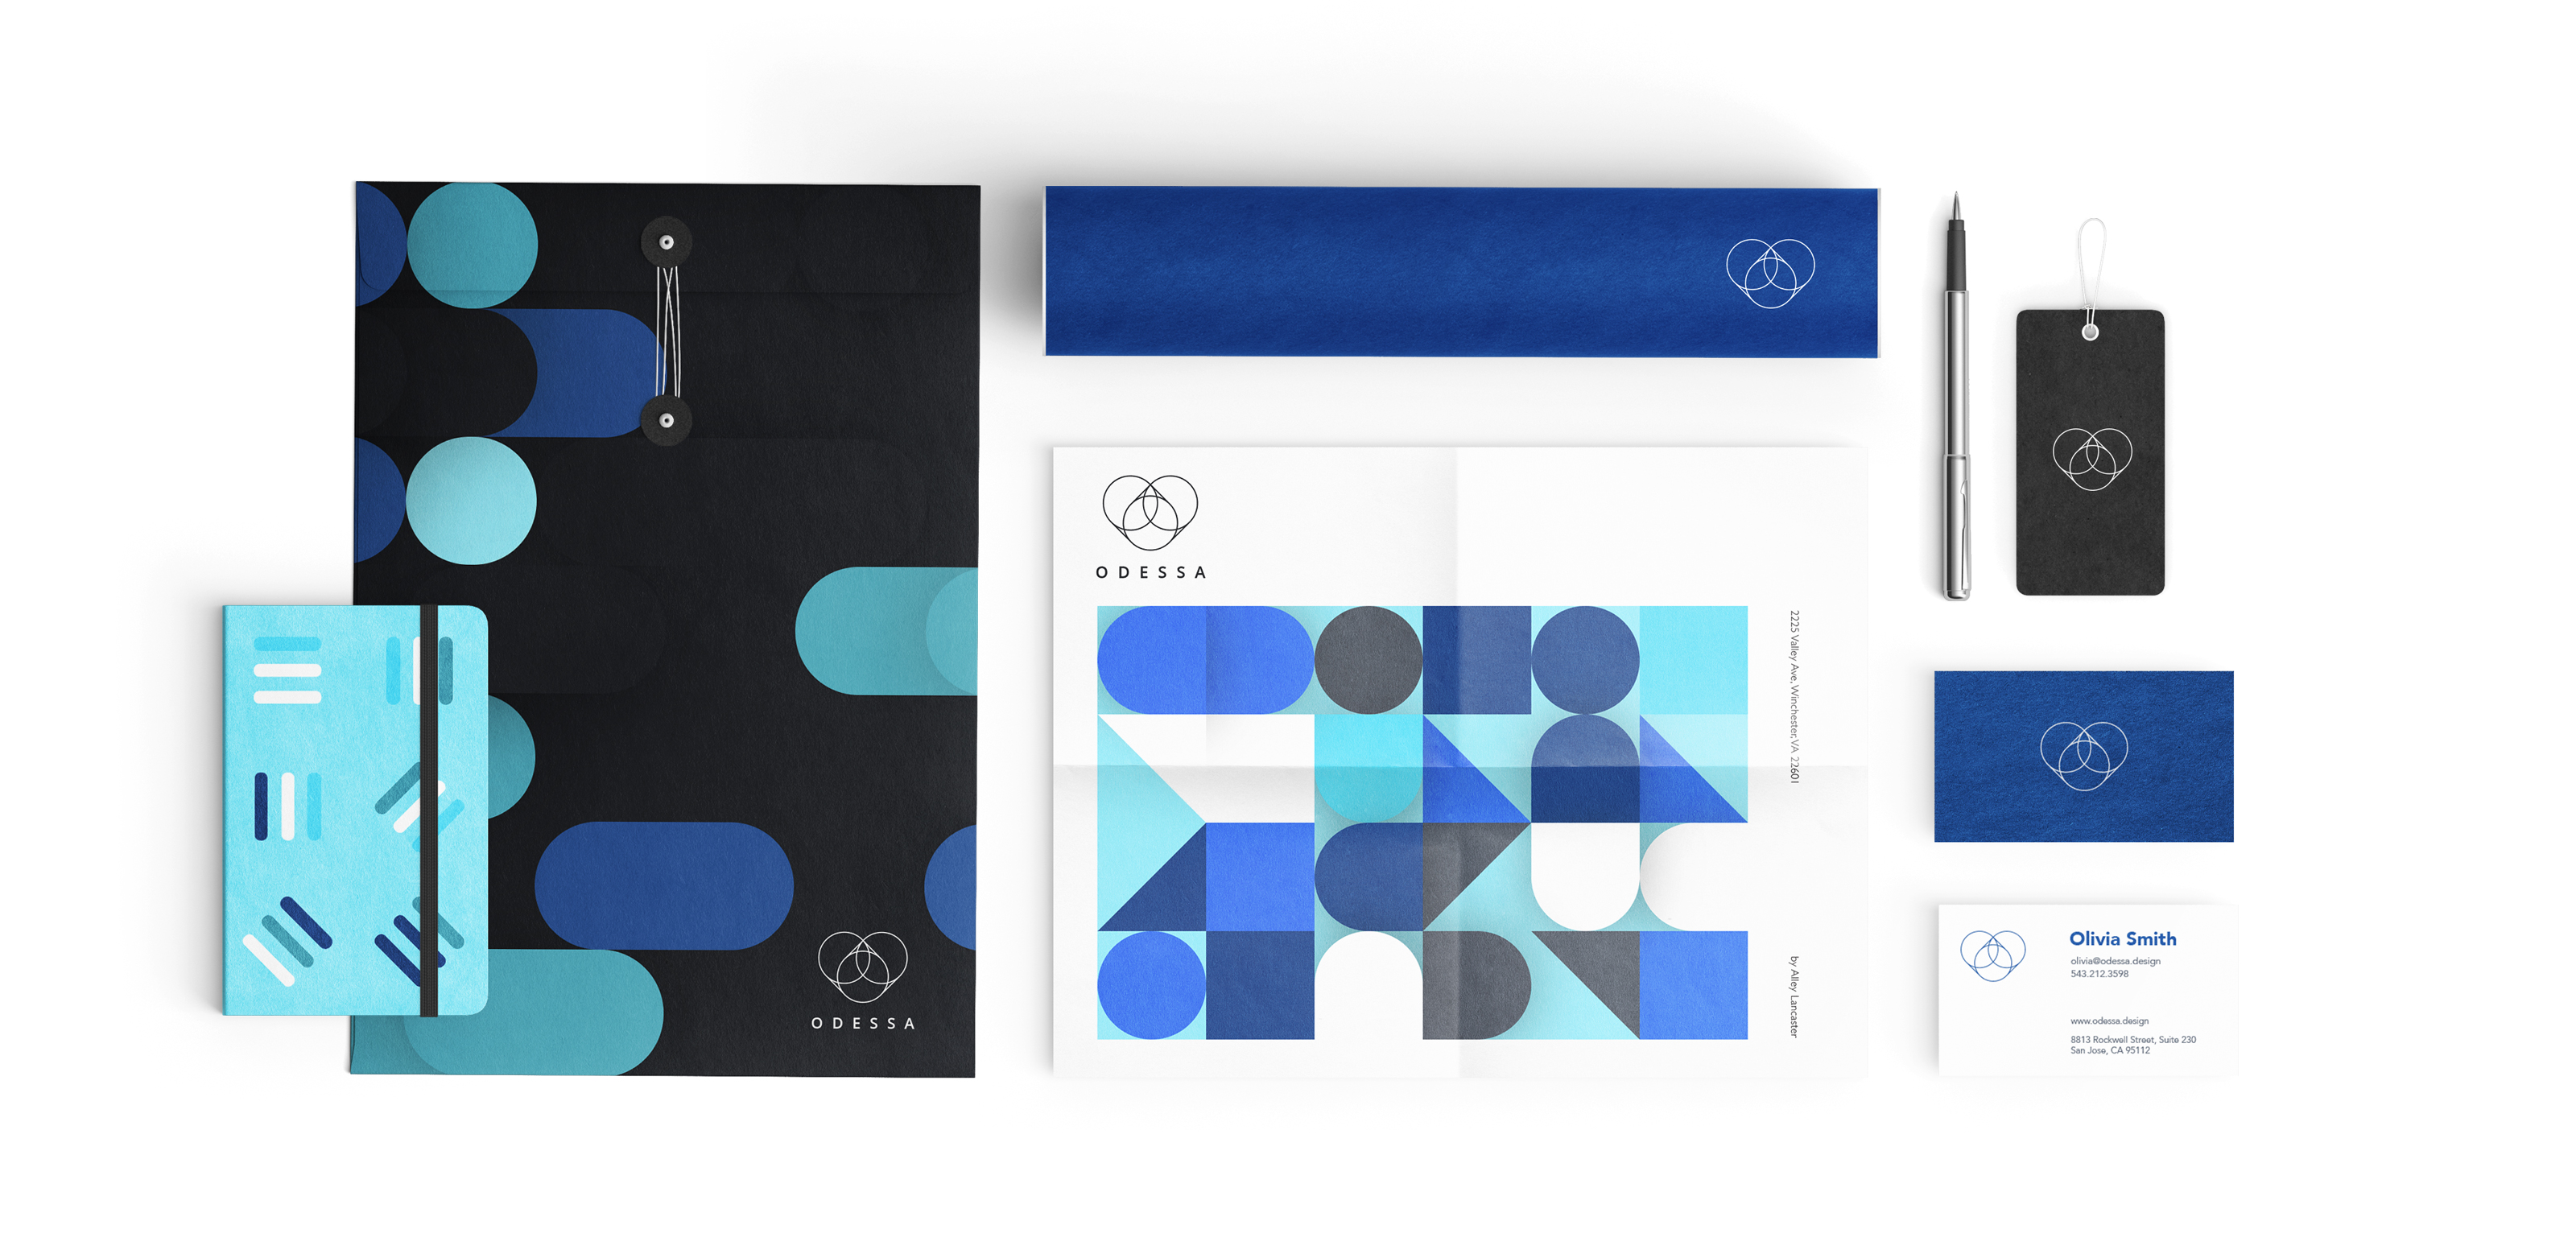 ODESSA
ODESSA
2225 Valley Ave, Winchester, VA 22601
by Alley Lancaster
Olivia Smith
olivia@odessa.design
543.212.3598
www.odessa.design
8813 Rockwell Street, Suite 230
San Jose, CA 95112